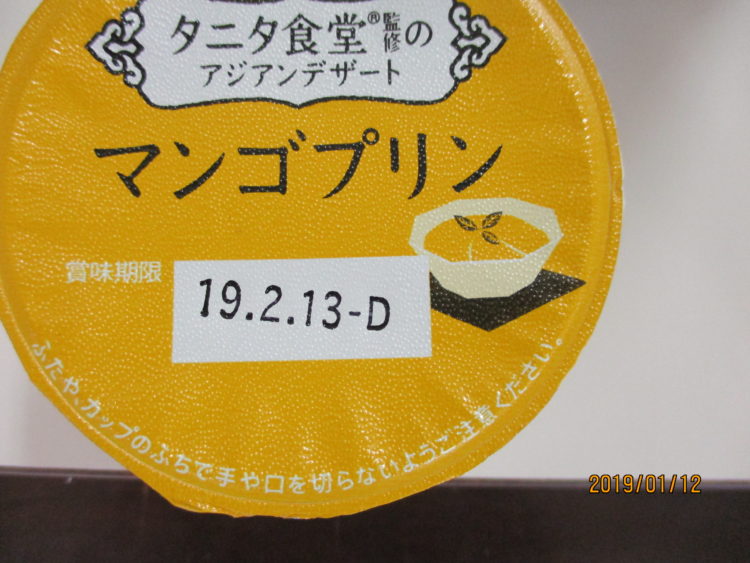 タニタ食堂®監修の
アジアンデザート
マンゴプリン
賞味期限
19.2.13-D
ふたや、カップのふちで手や口を切らないようご注意ください。
2019/01/12